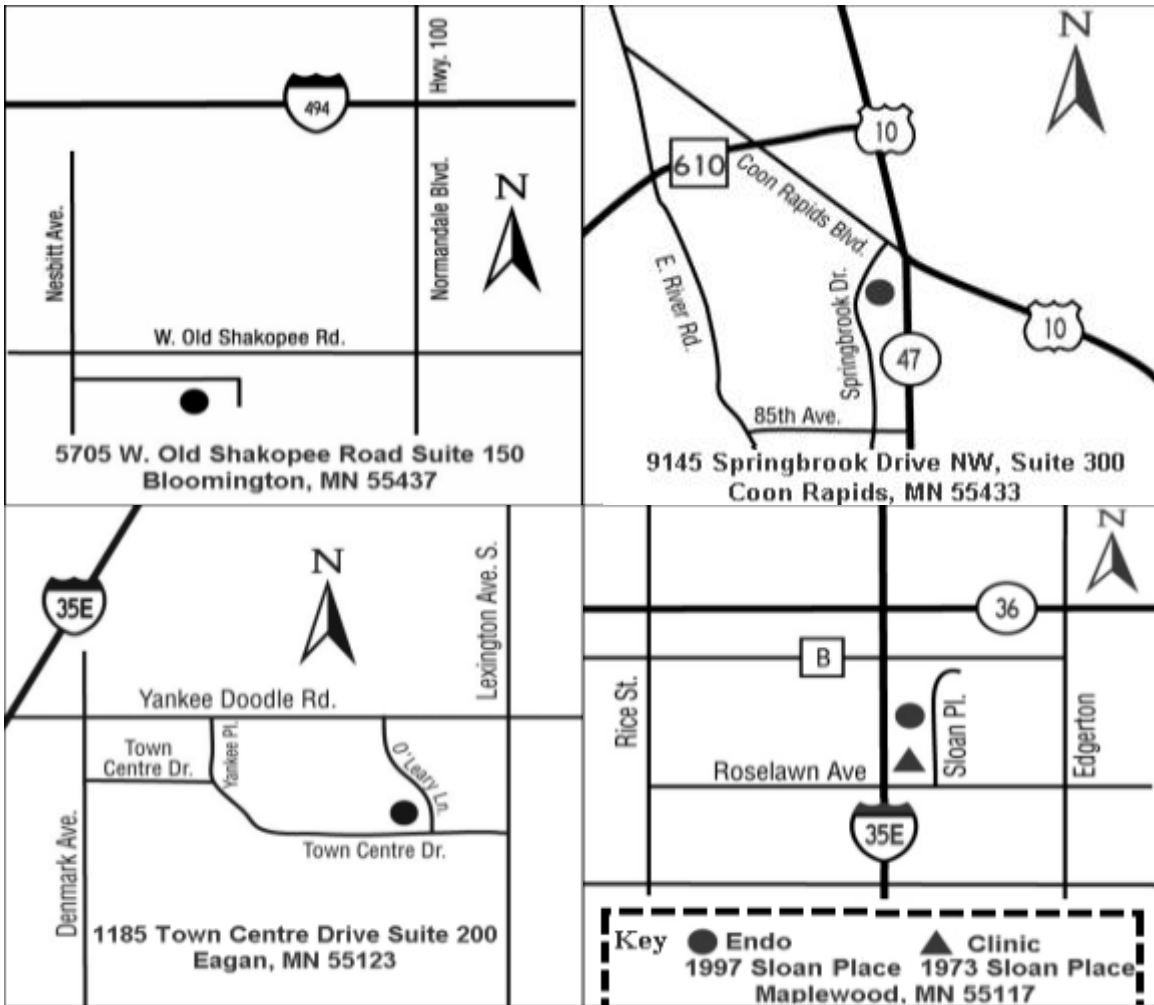 Hwy. 100
494
N
Nesbitt Ave.
Normandale Blvd.
W. Old Shakopee Rd.
5705 W. Old Shakopee Road Suite 150
Bloomington, MN 55437
N
10
610
Coon Rapids Blvd.
E. River Rd.
Springbrook Dr.
10
47
85th Ave.
9145 Springbrook Drive NW, Suite 300
Coon Rapids, MN 55433
Lexington Ave. S.
N
35E
Yankee Doodle Rd.
Town
Centre Dr.
Yankee Pl.
O'Leary Ln.
Town Centre Dr.
Denmark Ave.
1185 Town Centre Drive Suite 200
Eagan, MN 55123
N
36
B
Rice St.
Sloan Pl.
Edgerton
Roselawn Ave
35E
Key Endo Clinic
1997 Sloan Place 1973 Sloan Place
Maplewood, MN 55117